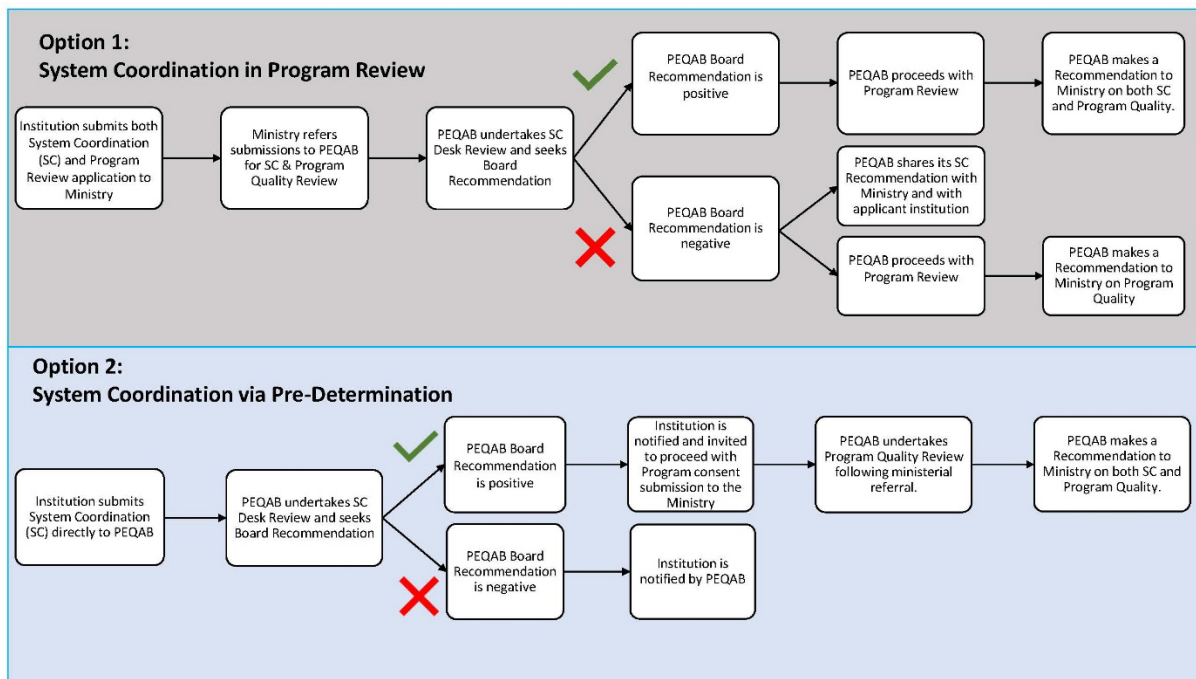 Option 1:
System Coordination in Program Review
Institution submits both
System Coordination
(SC) and Program
Review application to
Ministry
Ministry refers
submissions to PEQAB
for SC & Program
Quality Review
PEQAB undertakes SC
Desk Review and seeks
Board
Recommendation
PEQAB Board
Recommendation is
positive
PEQAB proceeds with
Program Review
PEQAB makes a
Recommendation to
Ministry on both SC
and Program Quality.
PEQAB Board
Recommendation is
negative
PEQAB shares its SC
Recommendation with
Ministry and with
applicant institution
PEQAB proceeds with
Program Review
PEQAB makes a
Recommendation to
Ministry on Program
Quality
Option 2:
System Coordination via Pre-Determination
Institution submits
System Coordination
(SC) directly to PEQAB
PEQAB undertakes SC
Desk Review and seeks
Board Recommendation
PEQAB Board
Recommendation
is positive
Institution is
notified and invited
to proceed with
Program consent
submission to the
Ministry
PEQAB undertakes
Program Quality Review
following ministerial
referral.
PEQAB makes a
Recommendation to
Ministry on both SC and
Program Quality.
PEQAB Board
Recommendation
is negative
Institution is
notified by PEQAB